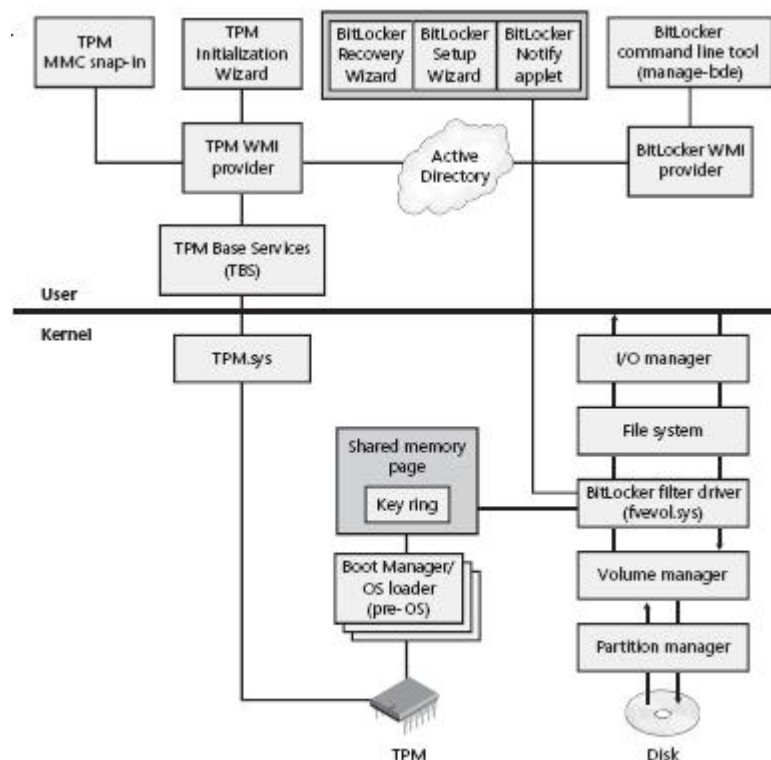 TPM
MMC snap-in
TPM
Initialization
Wizard
BitLocker
Recovery
Wizard
BitLocker
Setup
Wizard
BitLocker
Notify
applet
BitLocker
command line tool
(manage-bde)
TPM WMI
provider
Active
Directory
BitLocker WMI
provider
TPM Base Services
(TBS)
User
Kernel
TPM.sys
I/O manager
File system
Shared memory
page
Key ring
BitLocker filter driver
(fvevol.sys)
Boot Manager/
OS loader
(pre-OS)
Volume manager
Partition manager
TPM
Disk